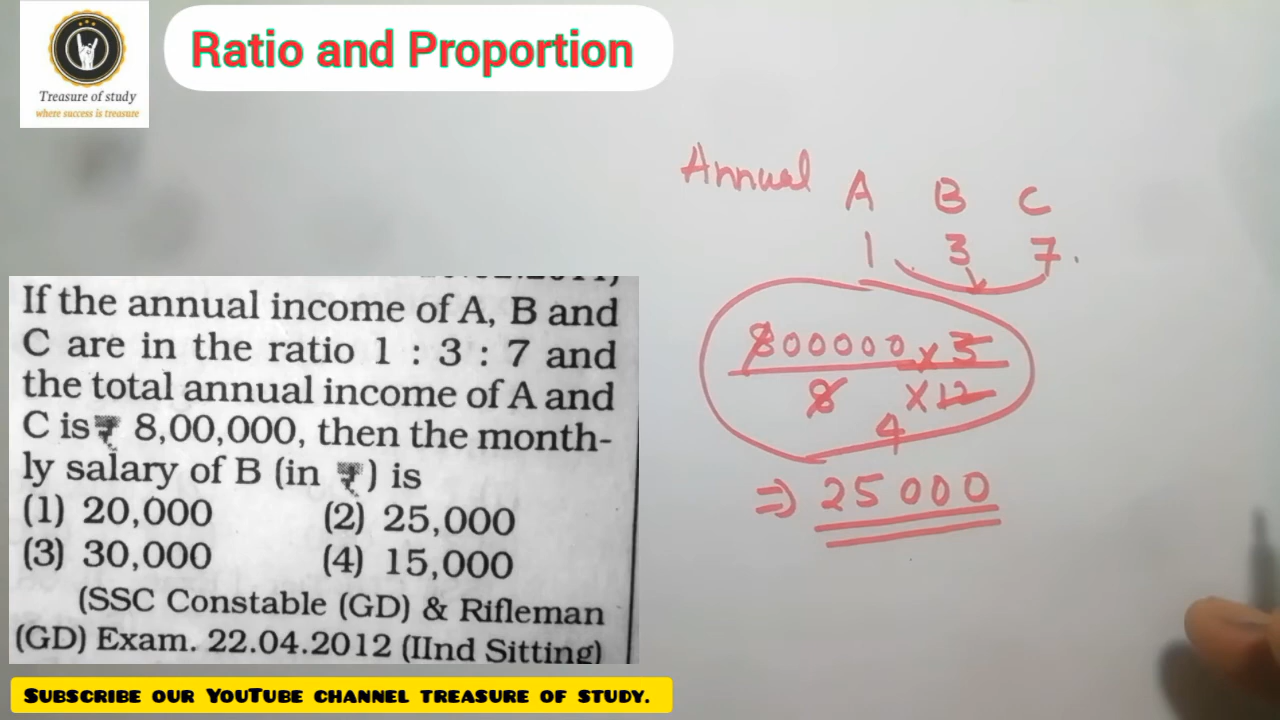 Treasure of study
where success is treasure
Ratio and Proportion
If the annual income of A, B and
C are in the ratio 1 : 3 : 7 and
the total annual income of A and
C is ₹ 8,00,000, then the month-
ly salary of B (in ₹) is
(1) 20,000 (2) 25,000
(3) 30,000 (4) 15,000
(SSC Constable (GD) & Rifleman
(GD) Exam. 22.04.2012 (IInd Sitting)
Annual A B C
1 3 7.
800000 × 3
8 × 12
4
⇒ 25000
Subscribe our YouTube channel treasure of study.